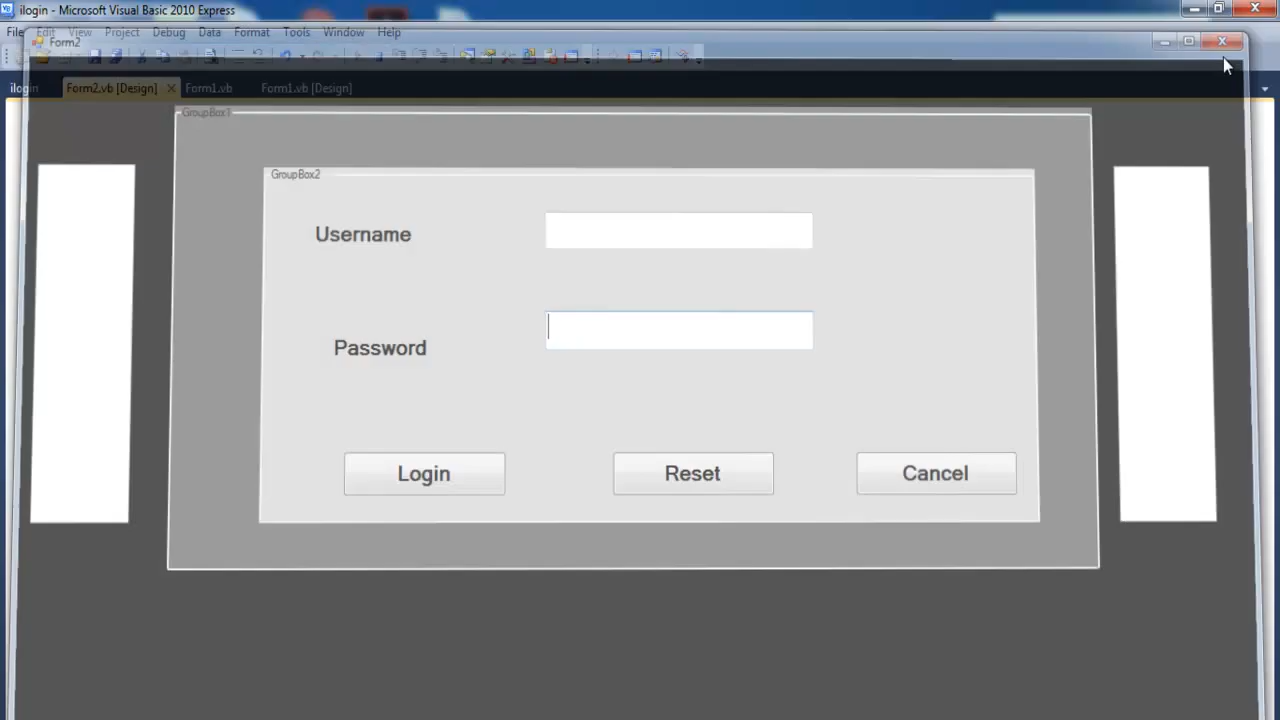 ilogin - Microsoft Visual Basic 2010 Express
File Edit View Project Debug Data Format Tools Window Help
Form2
ilogin Form2.vb [Design] Form1.vb Form1.vb [Design]
GroupBox1
GroupBox2
Username
Password
Login Reset Cancel